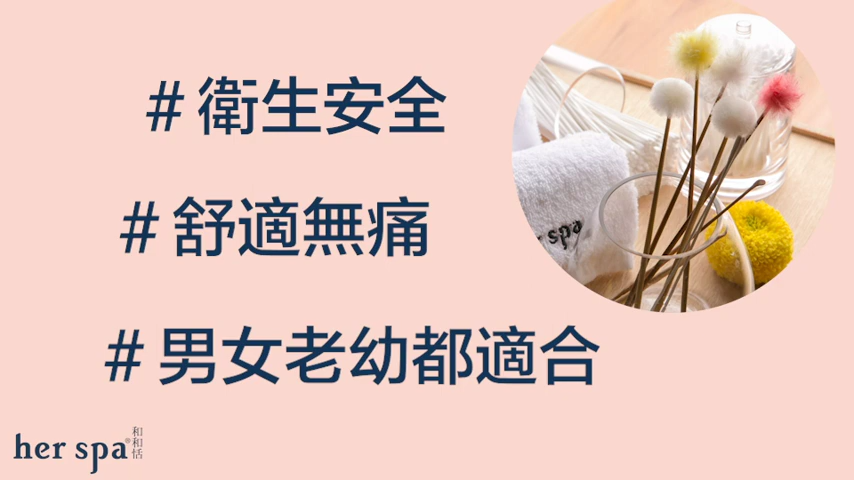 # 衛生安全
# 舒適無痛
# 男女老幼都適合
her spa
her spa®
和和恬